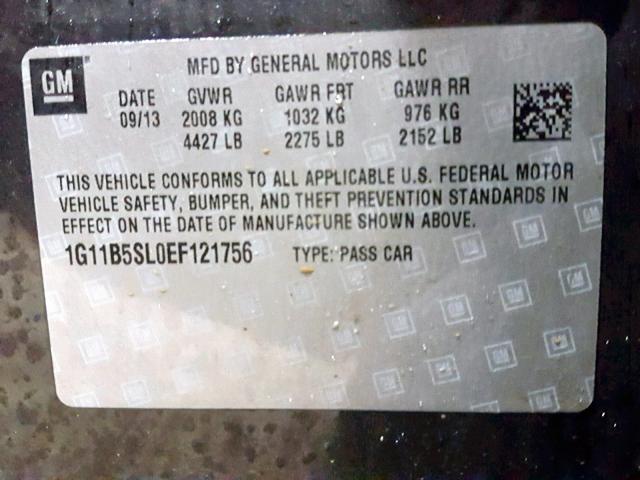 GM
MFD BY GENERAL MOTORS LLC
DATE GVWR GAWR FRT GAWR RR
09/13 2008 KG 1032 KG 976 KG
4427 LB 2275 LB 2152 LB
THIS VEHICLE CONFORMS TO ALL APPLICABLE U.S. FEDERAL MOTOR
VEHICLE SAFETY, BUMPER, AND THEFT PREVENTION STANDARDS IN
EFFECT ON THE DATE OF MANUFACTURE SHOWN ABOVE.
1G11B5SL0EF121756 TYPE: PASS CAR